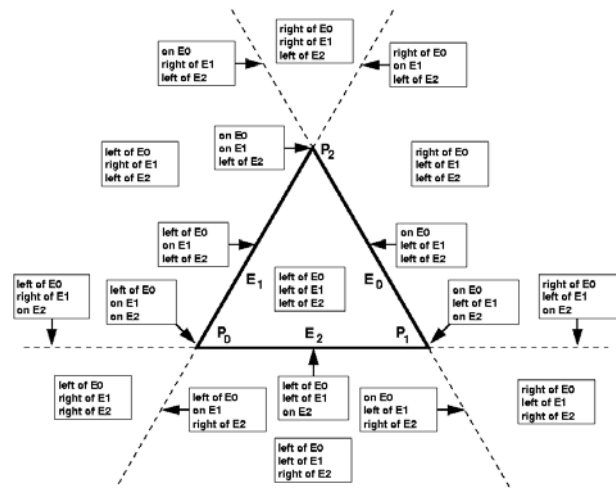 right of E0
right of E1
left of E2
on E0
right of E1
left of E2
right of E0
on E1
left of E2
on E0
on E1
left of E2
P2
left of E0
right of E1
left of E2
right of E0
left of E1
left of E2
left of E0
on E1
left of E2
on E0
left of E1
left of E2
left of E0
left of E1
left of E2
E1
E0
left of E0
right of E1
on E2
left of E0
on E1
on E2
on E0
left of E1
on E2
right of E0
left of E1
on E2
P0
E2
P1
left of E0
right of E1
right of E2
left of E0
on E1
right of E2
left of E0
left of E1
on E2
on E0
left of E1
right of E2
right of E0
left of E1
right of E2
left of E0
left of E1
right of E2